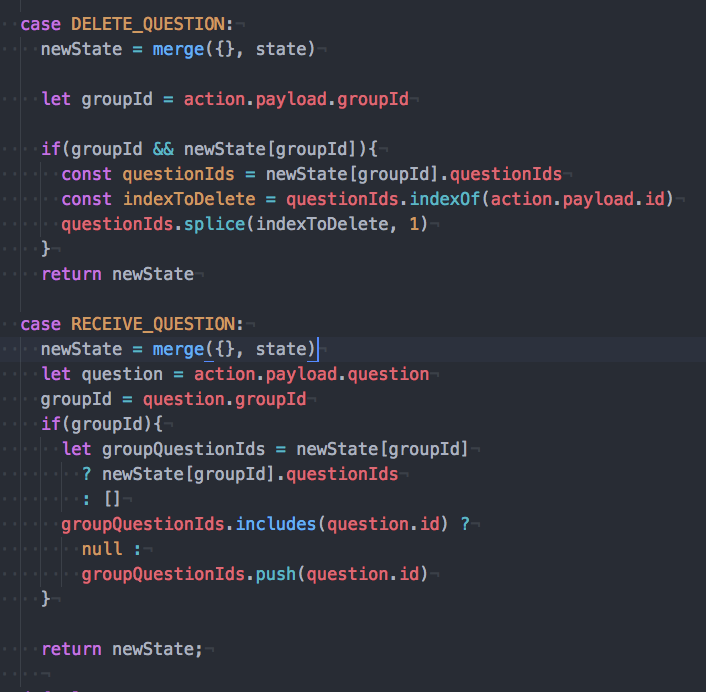 case DELETE_QUESTION:
newState = merge({}, state)
let groupId = action.payload.groupId
if(groupId && newState[groupId]){
const questionIds = newState[groupId].questionIds
const indexToDelete = questionIds.indexOf(action.payload.id)
questionIds.splice(indexToDelete, 1)
}
return newState
case RECEIVE_QUESTION:
newState = merge({}, state)
let question = action.payload.question
groupId = question.groupId
if(groupId){
let groupQuestionIds = newState[groupId]
? newState[groupId].questionIds
: []
groupQuestionIds.includes(question.id) ?
null :
groupQuestionIds.push(question.id)
}
return newState;